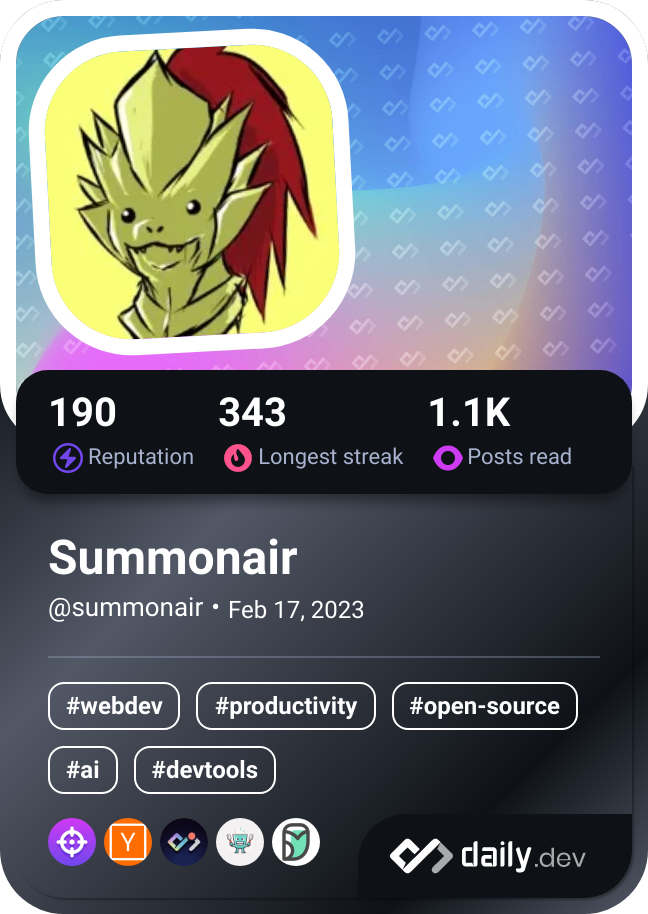 190 343 1.1K
Reputation Longest streak Posts read
Summonair
@summonair • Feb 17, 2023
#webdev #productivity #open-source
#ai #devtools
Y
daily.dev